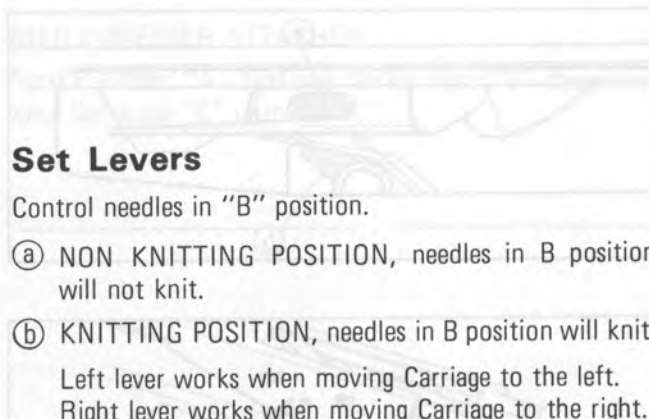 Set Levers
Control needles in "B" position.
ⓐ NON KNITTING POSITION, needles in B position
will not knit.
ⓑ KNITTING POSITION, needles in B position will knit
Left lever works when moving Carriage to the left.
Right lever works when moving Carriage to the right.